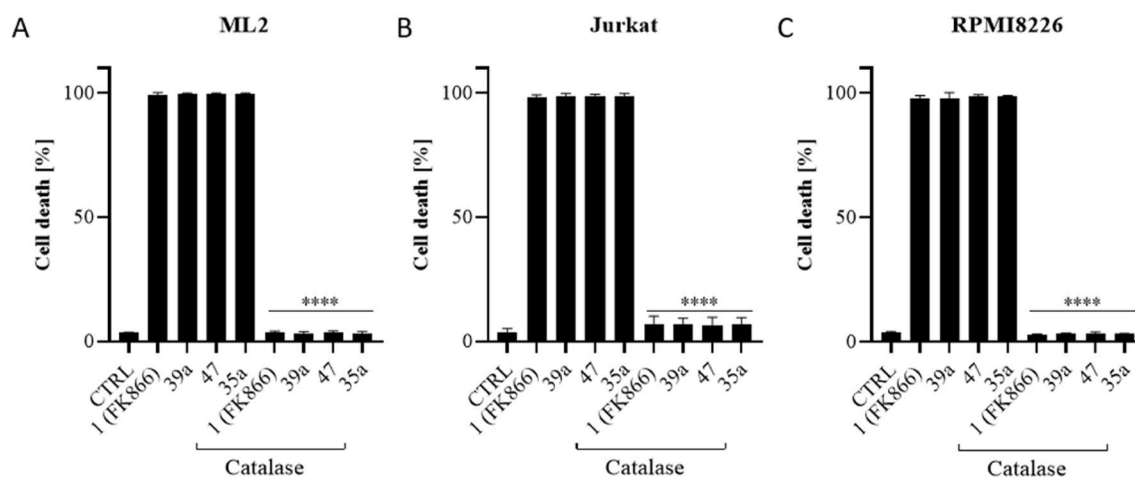 A
ML2
Cell death [%]
100
50
0
****
CTRL
1 (FK866)
39a
47
35a
1 (FK866)
39a
47
35a
Catalase
B
Jurkat
Cell death [%]
100
50
0
****
CTRL
1 (FK866)
39a
47
35a
1 (FK866)
39a
47
35a
Catalase
C
RPMI8226
Cell death [%]
100
50
0
****
CTRL
1 (FK866)
39a
47
35a
1 (FK866)
39a
47
35a
Catalase